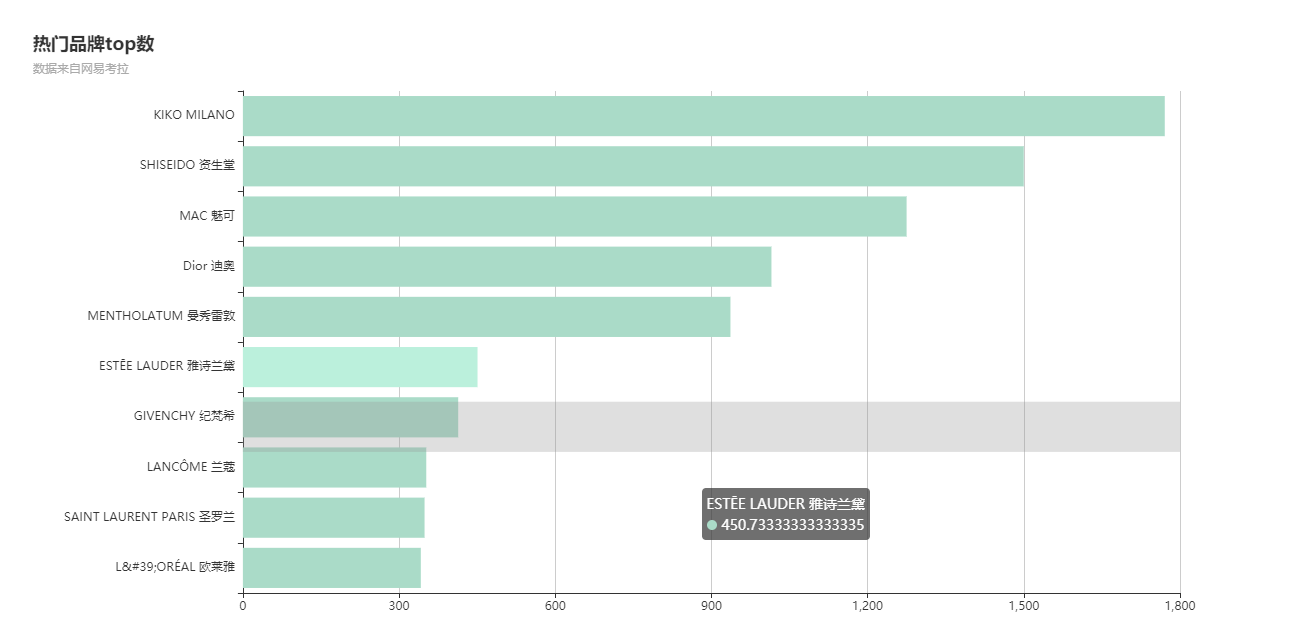 热门品牌top数
数据来自网易考拉
KIKO MILANO
SHISEIDO 资生堂
MAC 魅可
Dior 迪奥
MENTHOLATUM 曼秀雷敦
ESTĒE LAUDER 雅诗兰黛
GIVENCHY 纪梵希
LANCÔME 兰蔻
ESTĒE LAUDER 雅诗兰黛
450.73333333333335
SAINT LAURENT PARIS 圣罗兰
L&#39;ORÉAL 欧莱雅
0 300 600 900 1,200 1,500 1,800